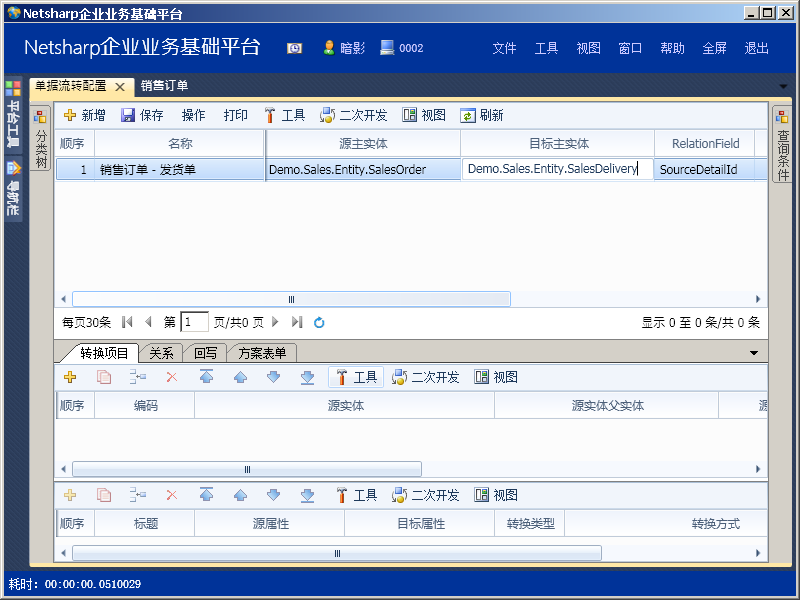 Netsharp企业业务基础平台
Netsharp企业业务基础平台 暗影 0002 文件 工具 视图 窗口 帮助 全屏 退出
单据流转配置 销售订单
平台工具
导航栏
分类树
查询条件
新增 保存 操作 打印 工具 二次开发 视图 刷新
顺序 名称 源主实体 目标主实体 RelationField
1 销售订单 - 发货单 Demo.Sales.Entity.SalesOrder Demo.Sales.Entity.SalesDelivery SourceDetailId
每页30条 第 1 页/共0 页 显示 0 至 0 条/共 0 条
转换项目 关系 回写 方案表单
工具 二次开发 视图
顺序 编码 源实体 源实体父实体 源
工具 二次开发 视图
顺序 标题 源属性 目标属性 转换类型 转换方式
耗时: 00:00:00.0510029